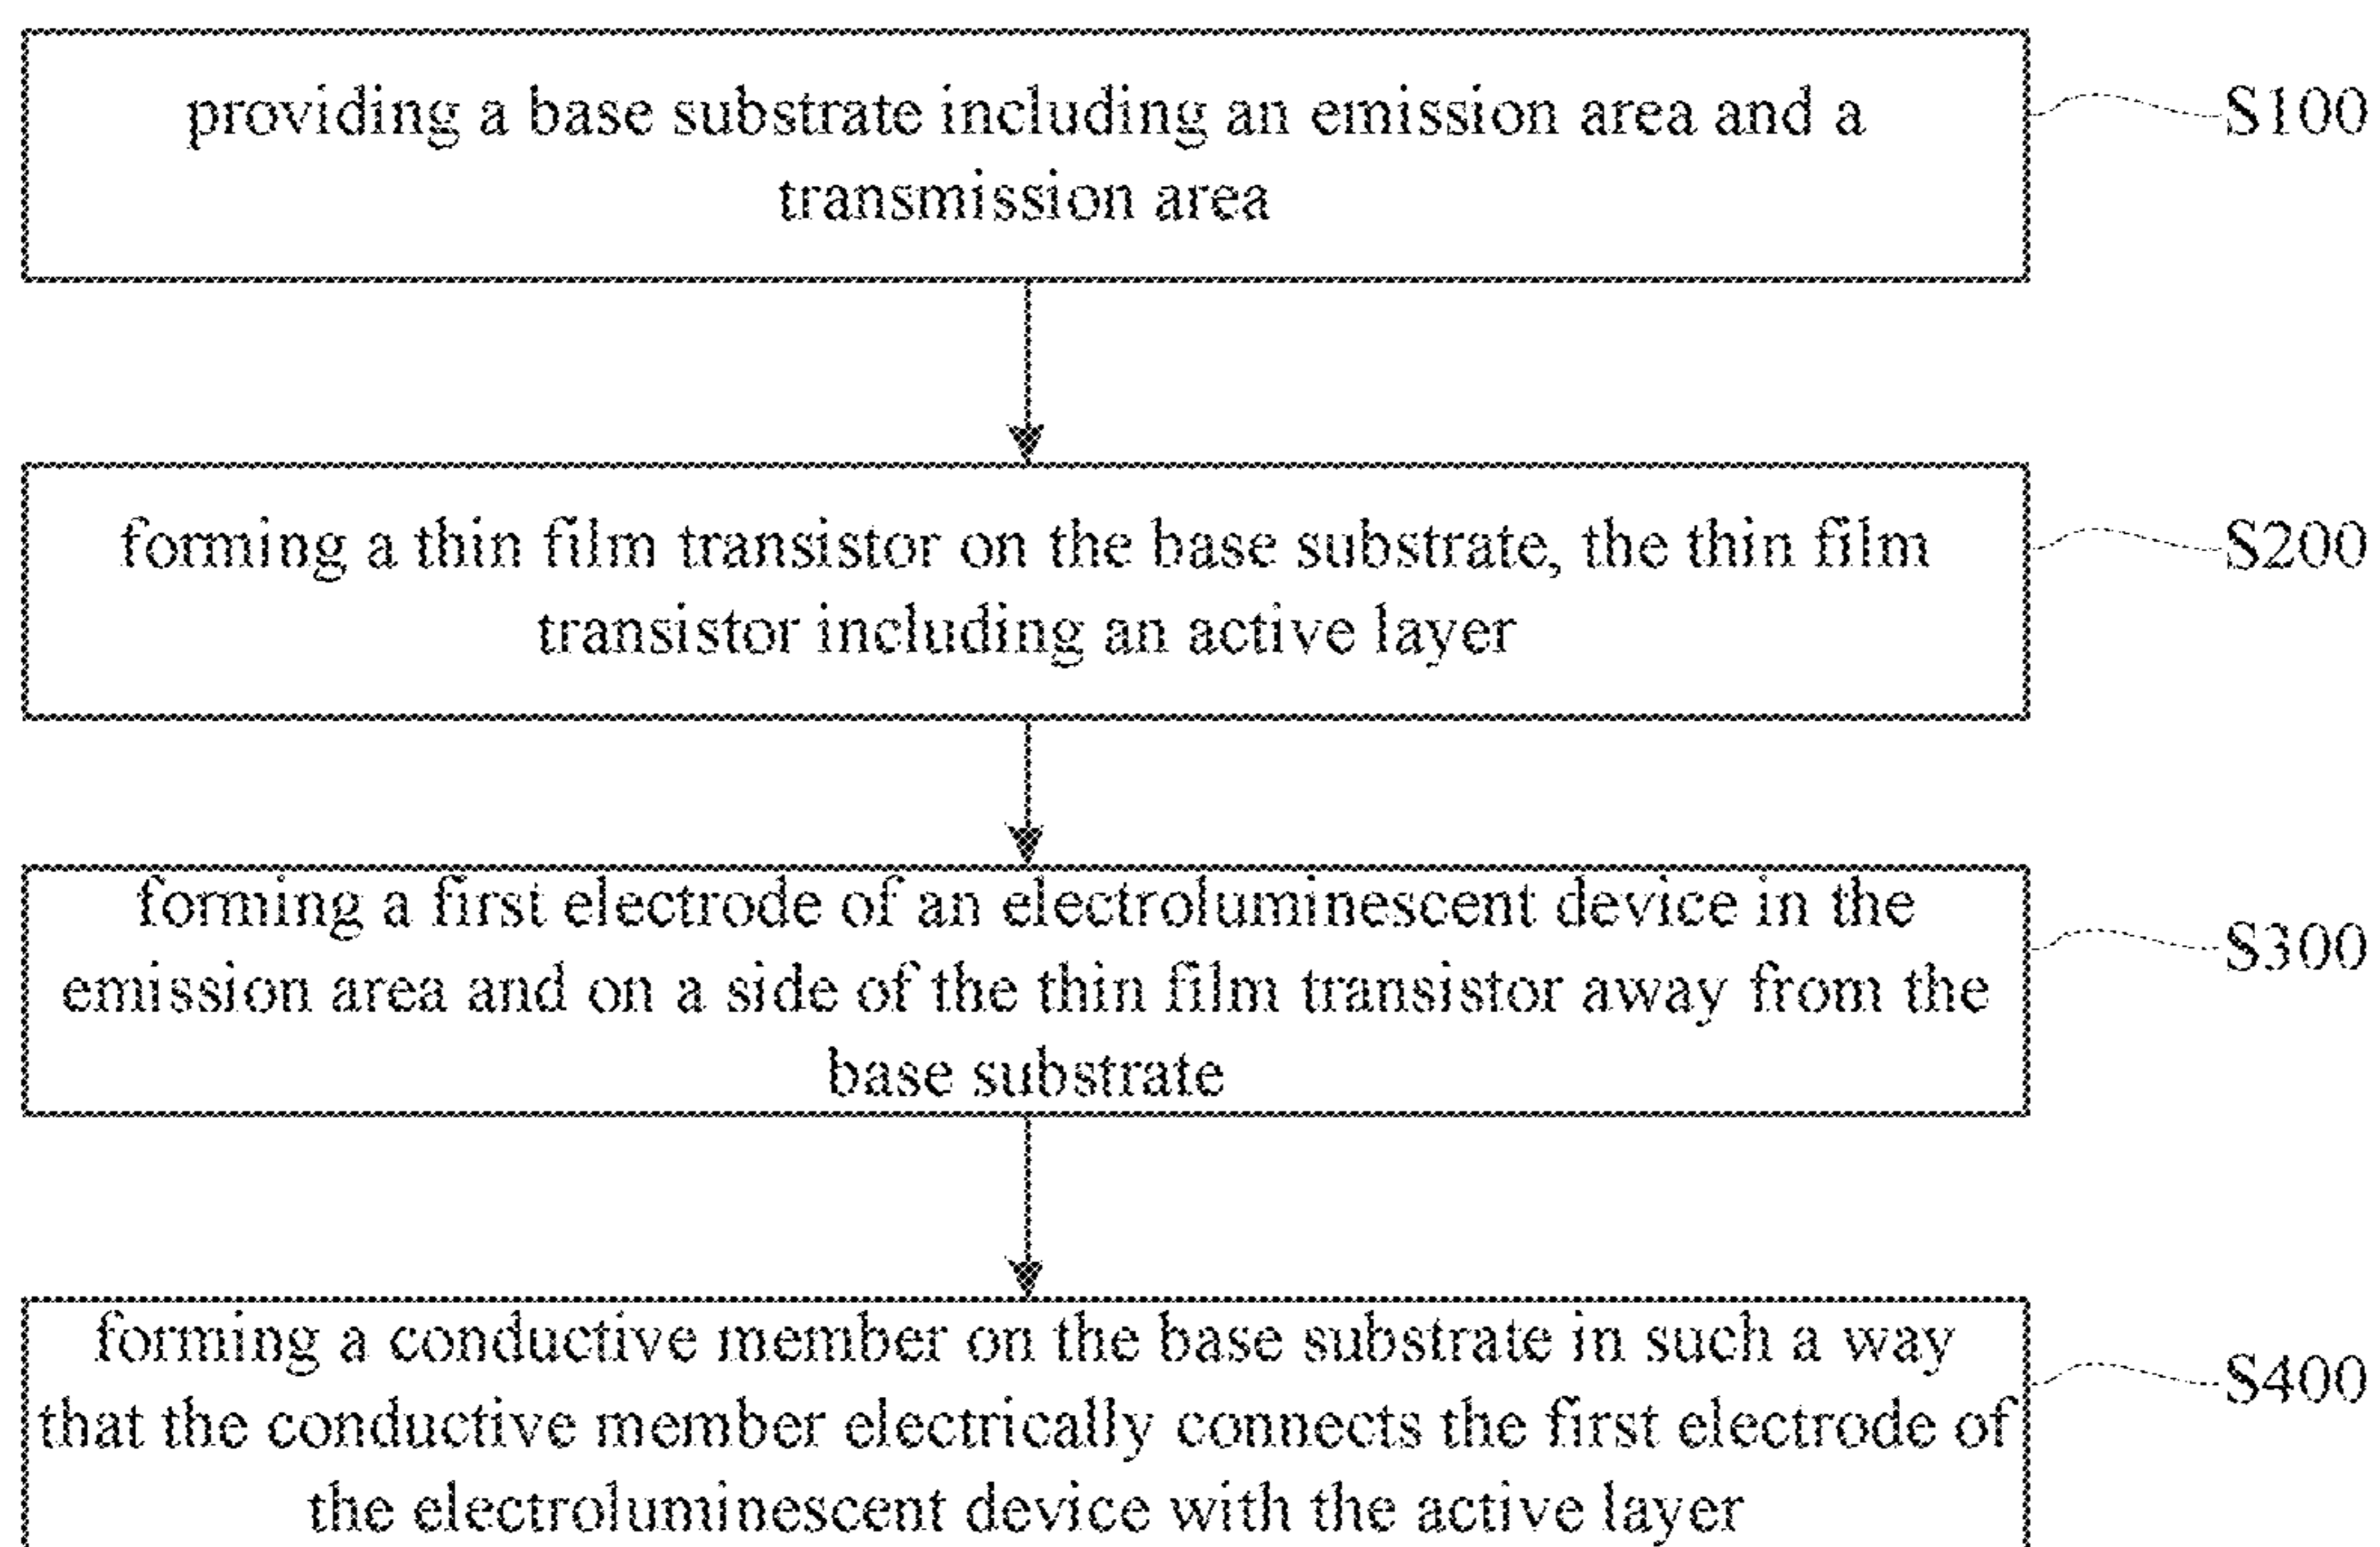 providing a base substrate including an emission area and a
transmission area
S100
forming a thin film transistor on the base substrate, the thin film
transistor including an active layer
S200
forming a first electrode of an electroluminescent device in the
emission area and on a side of the thin film transistor away from the
base substrate
S300
forming a conductive member on the base substrate in such a way
that the conductive member electrically connects the first electrode of
the electroluminescent device with the active layer
S400